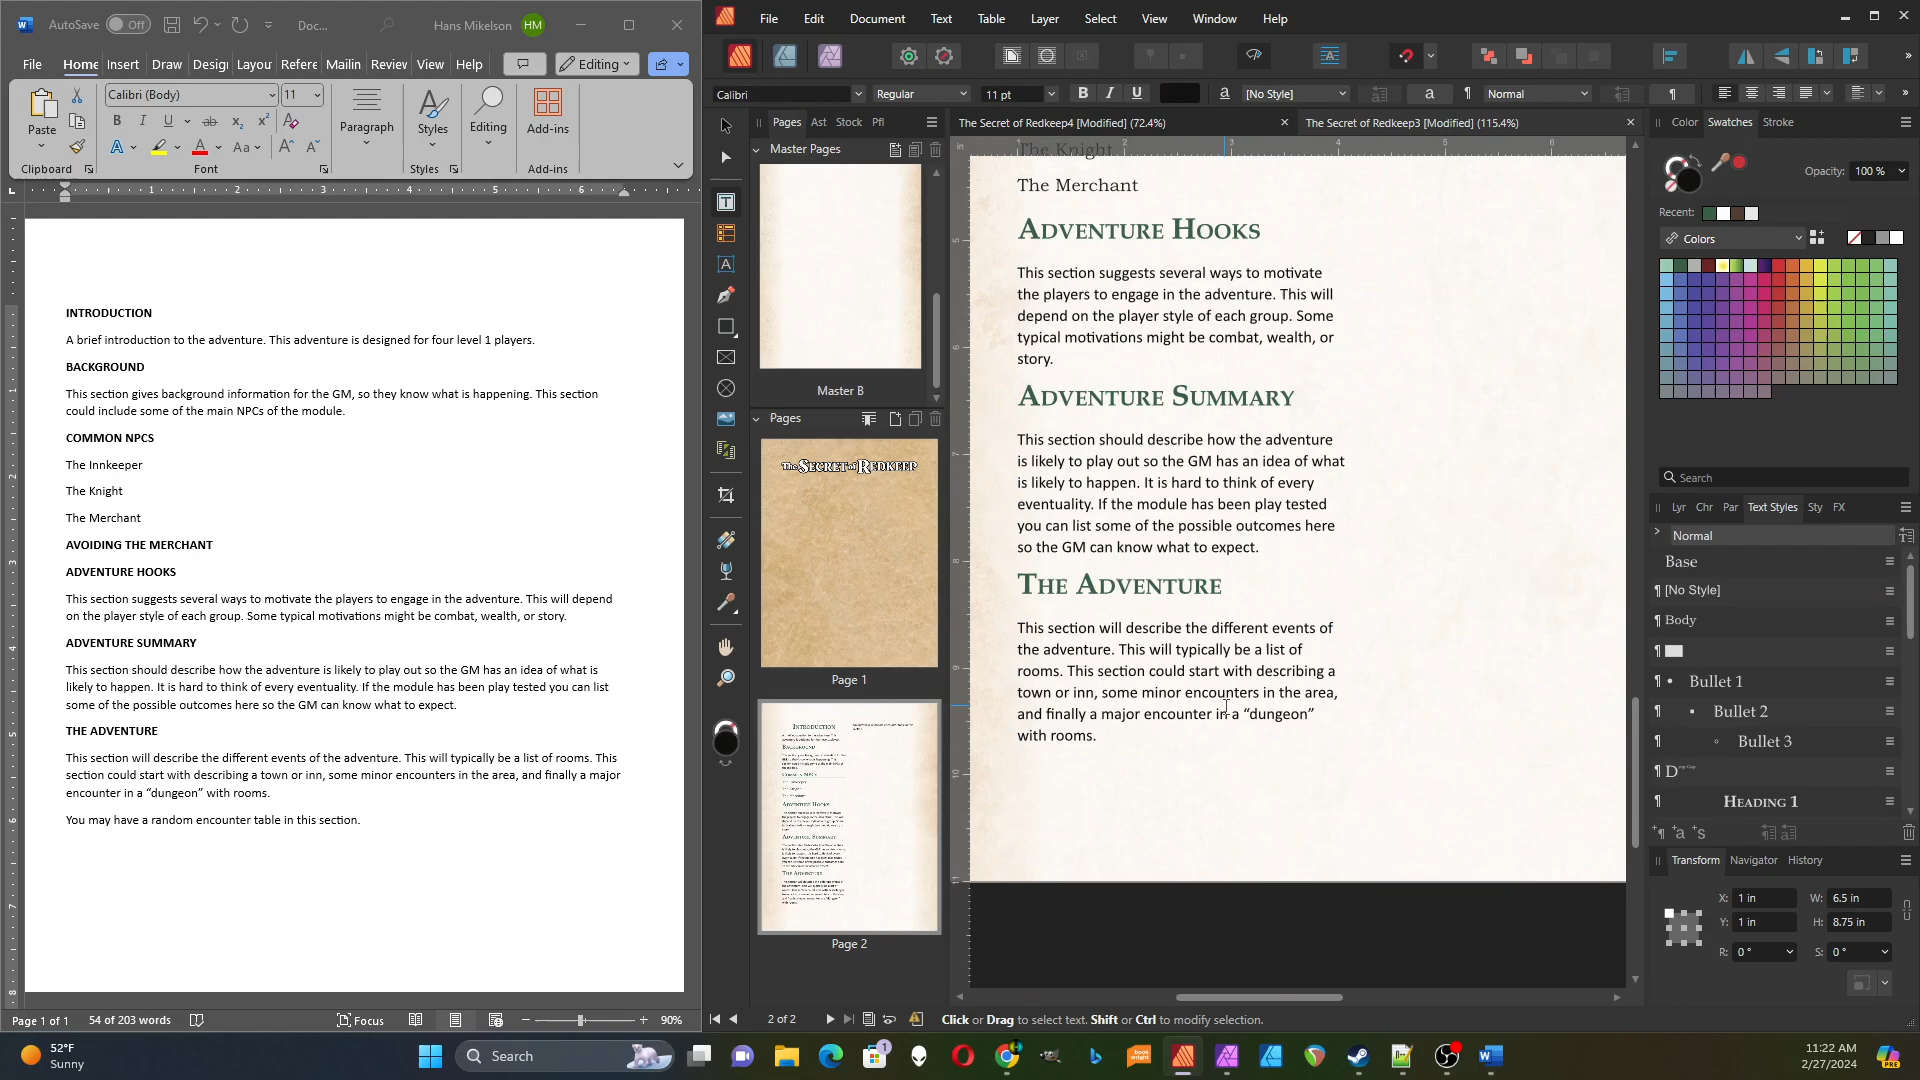 AutoSave Off Doc... Hans Mikelson HM
File Home Insert Draw Desig Layou Refere Mailin Review View Help Editing
Calibri (Body) 11
Paste Paragraph Styles Editing Add-ins
Clipboard Font Styles Add-ins
INTRODUCTION
A brief introduction to the adventure. This adventure is designed for four level 1 players.
BACKGROUND
This section gives background information for the GM, so they know what is happening. This section
could include some of the main NPCs of the module.
COMMON NPCS
The Innkeeper
The Knight
The Merchant
AVOIDING THE MERCHANT
ADVENTURE HOOKS
This section suggests several ways to motivate the players to engage in the adventure. This will depend
on the player style of each group. Some typical motivations might be combat, wealth, or story.
ADVENTURE SUMMARY
This section should describe how the adventure is likely to play out so the GM has an idea of what is
likely to happen. It is hard to think of every eventuality. If the module has been play tested you can list
some of the possible outcomes here so the GM can know what to expect.
THE ADVENTURE
This section will describe the different events of the adventure. This will typically be a list of rooms. This
section could start with describing a town or inn, some minor encounters in the area, and finally a major
encounter in a “dungeon” with rooms.
You may have a random encounter table in this section.
Page 1 of 1 54 of 203 words Focus 90%
File Edit Document Text Table Layer Select View Window Help
Calibri Regular 11 pt B I U a [No Style] a Normal
Pages Ast Stock Pfl
Master Pages
Master B
Pages
The Secret of Redkeep
Page 1
Page 2
The Secret of Redkeep4 [Modified] (72.4%) The Secret of Redkeep3 [Modified] (115.4%)
The Knight
The Merchant
Adventure Hooks
This section suggests several ways to motivate
the players to engage in the adventure. This will
depend on the player style of each group. Some
typical motivations might be combat, wealth, or
story.
Adventure Summary
This section should describe how the adventure
is likely to play out so the GM has an idea of what
is likely to happen. It is hard to think of every
eventuality. If the module has been play tested
you can list some of the possible outcomes here
so the GM can know what to expect.
The Adventure
This section will describe the different events of
the adventure. This will typically be a list of
rooms. This section could start with describing a
town or inn, some minor encounters in the area,
and finally a major encounter in a “dungeon”
with rooms.
2 of 2 Click or Drag to select text. Shift or Ctrl to modify selection.
Color Swatches Stroke
Opacity: 100 %
Recent:
Colors
Search
Lyr Chr Par Text Styles Sty FX
Normal
Base
[No Style]
Body
Bullet 1
Bullet 2
Bullet 3
Heading 1
Transform Navigator History
X: 1 in W: 6.5 in
Y: 1 in H: 8.75 in
R: 0 ° S: 0 °
52°F
Sunny
Search
11:22 AM
2/27/2024